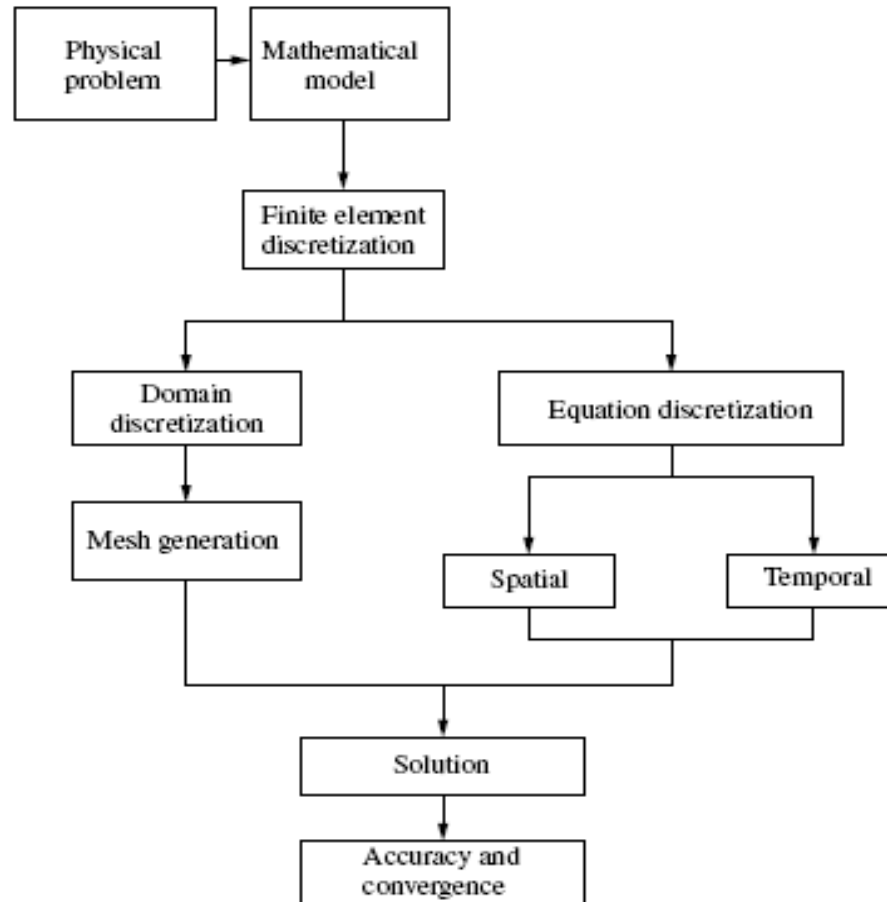 Physical
problem
Mathematical
model
Finite element
discretization
Domain
discretization
Equation discretization
Mesh generation
Spatial
Temporal
Solution
Accuracy and
convergence